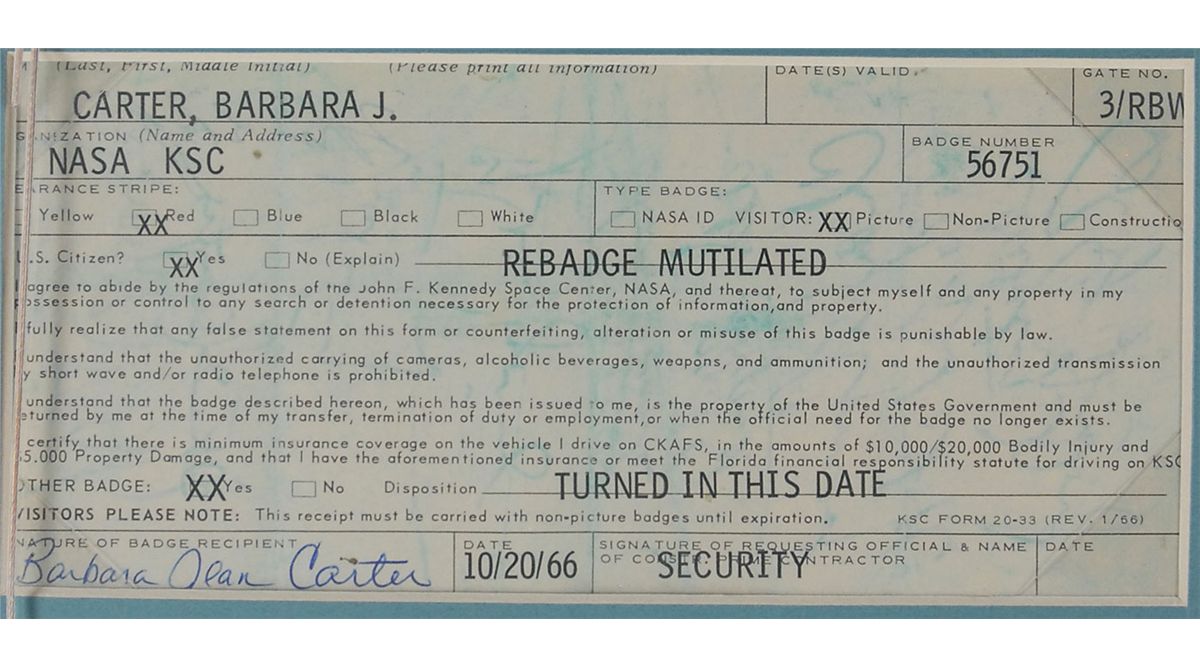 (Last, First, Middle Initial) (Please print all information) DATE(S) VALID. GATE NO.
CARTER, BARBARA J. 3/RBW
GANIZATION (Name and Address) BADGE NUMBER
NASA KSC 56751
EARANCE STRIPE: TYPE BADGE:
Yellow XX Red Blue Black White NASA ID VISITOR: XX Picture Non-Picture Constructio
U.S. Citizen? XX Yes No (Explain) REBADGE MUTILATED
agree to abide by the regulations of the John F. Kennedy Space Center, NASA, and thereat, to subject myself and any property in my
possession or control to any search or detention necessary for the protection of information, and property.
fully realize that any false statement on this form or counterfeiting, alteration or misuse of this badge is punishable by law.
understand that the unauthorized carrying of cameras, alcoholic beverages, weapons, and ammunition; and the unauthorized transmission
y short wave and/or radio telephone is prohibited.
understand that the badge described hereon, which has been issued to me, is the property of the United States Government and must be
eturned by me at the time of my transfer, termination of duty or employment, or when the official need for the badge no longer exists.
certify that there is minimum insurance coverage on the vehicle I drive on CKAFS, in the amounts of $10,000/$20,000 Bodily Injury and
5.000 Property Damage, and that I have the aforementioned insurance or meet the Florida financial responsibility statute for driving on KSC
OTHER BADGE: XX Yes No Disposition TURNED IN THIS DATE
VISITORS PLEASE NOTE: This receipt must be carried with non-picture badges until expiration. KSC FORM 20-33 (REV. 1/66)
NATURE OF BADGE RECIPIENT DATE SIGNATURE OF REQUESTING OFFICIAL & NAME DATE
OF CONSTR. PRIME CONTRACTOR
Barbara Jean Carter 10/20/66 SECURITY